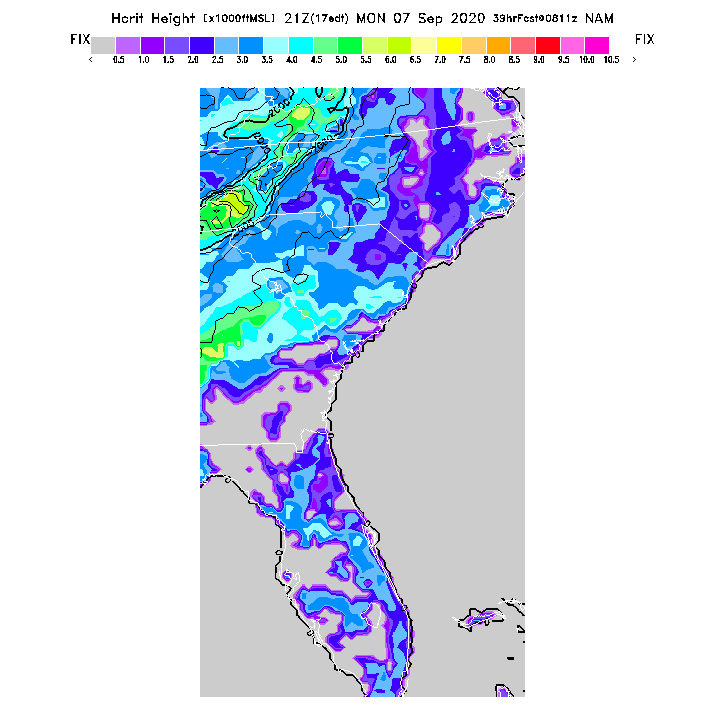 Hcrit Height [x1000ftMSL] 21Z(17edt) MON 07 Sep 2020 39hrFcst@0811z NAM
FIX FIX
< 0.5 1.0 1.5 2.0 2.5 3.0 3.5 4.0 4.5 5.0 5.5 6.0 6.5 7.0 7.5 8.0 8.5 9.0 9.5 10.0 10.5 >
2000
2000